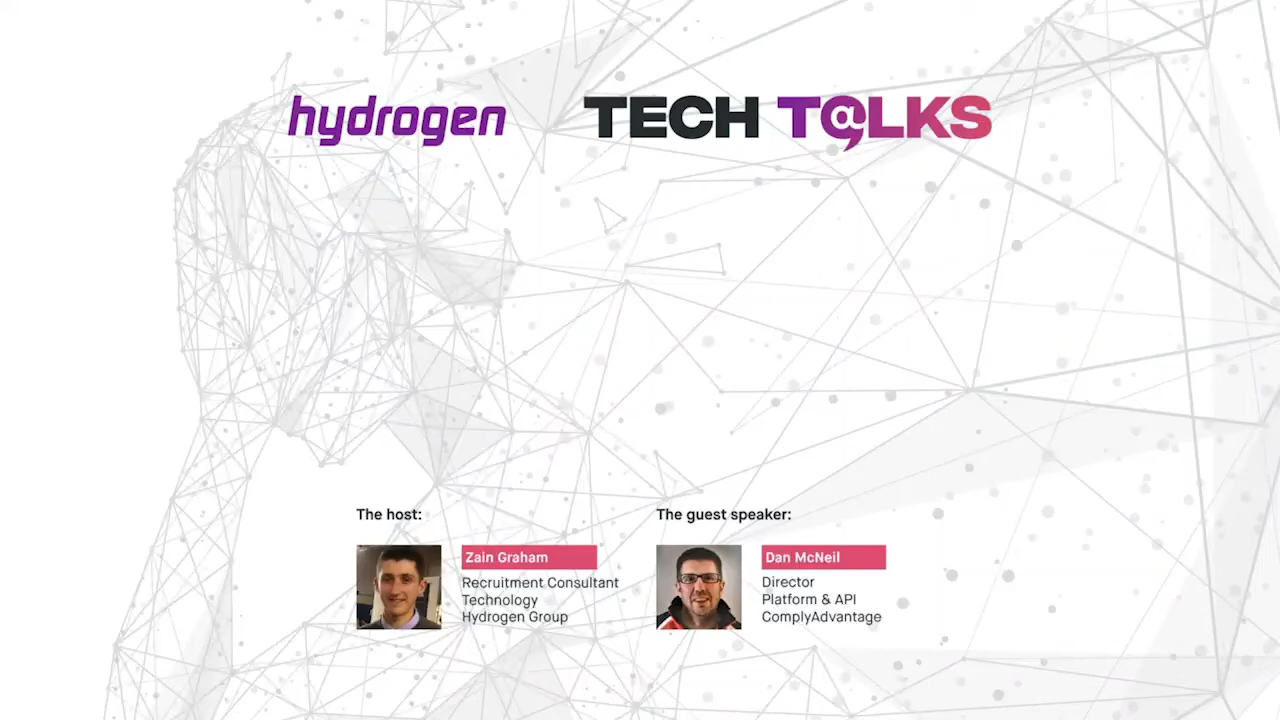 hydrogen
TECH T@LKS
The host:
Zain Graham
Recruitment Consultant
Technology
Hydrogen Group
The guest speaker:
Dan McNeil
Director
Platform & API
ComplyAdvantage